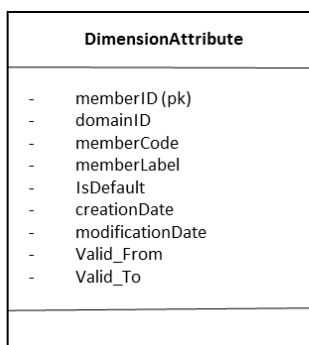 DimensionAttribute
- memberID (pk)
- domainID
- memberCode
- memberLabel
- IsDefault
- creationDate
- modificationDate
- Valid_From
- Valid_To